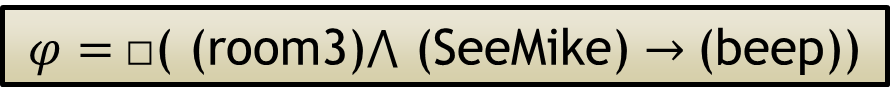 φ = □( (room3)⋀ (SeeMike) → (beep))